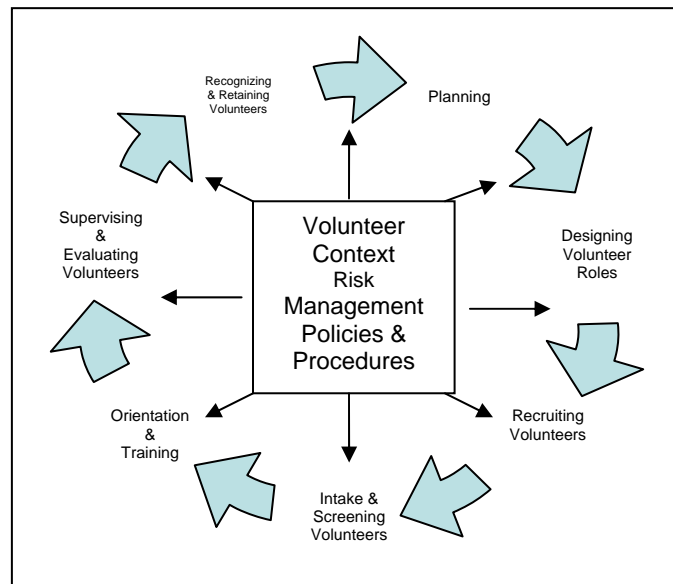 Recognizing
& Retaining
Volunteers
Planning
Designing
Volunteer
Roles
Recruiting
Volunteers
Intake &
Screening
Volunteers
Orientation
&
Training
Supervising
&
Evaluating
Volunteers
Volunteer
Context
Risk
Management
Policies &
Procedures